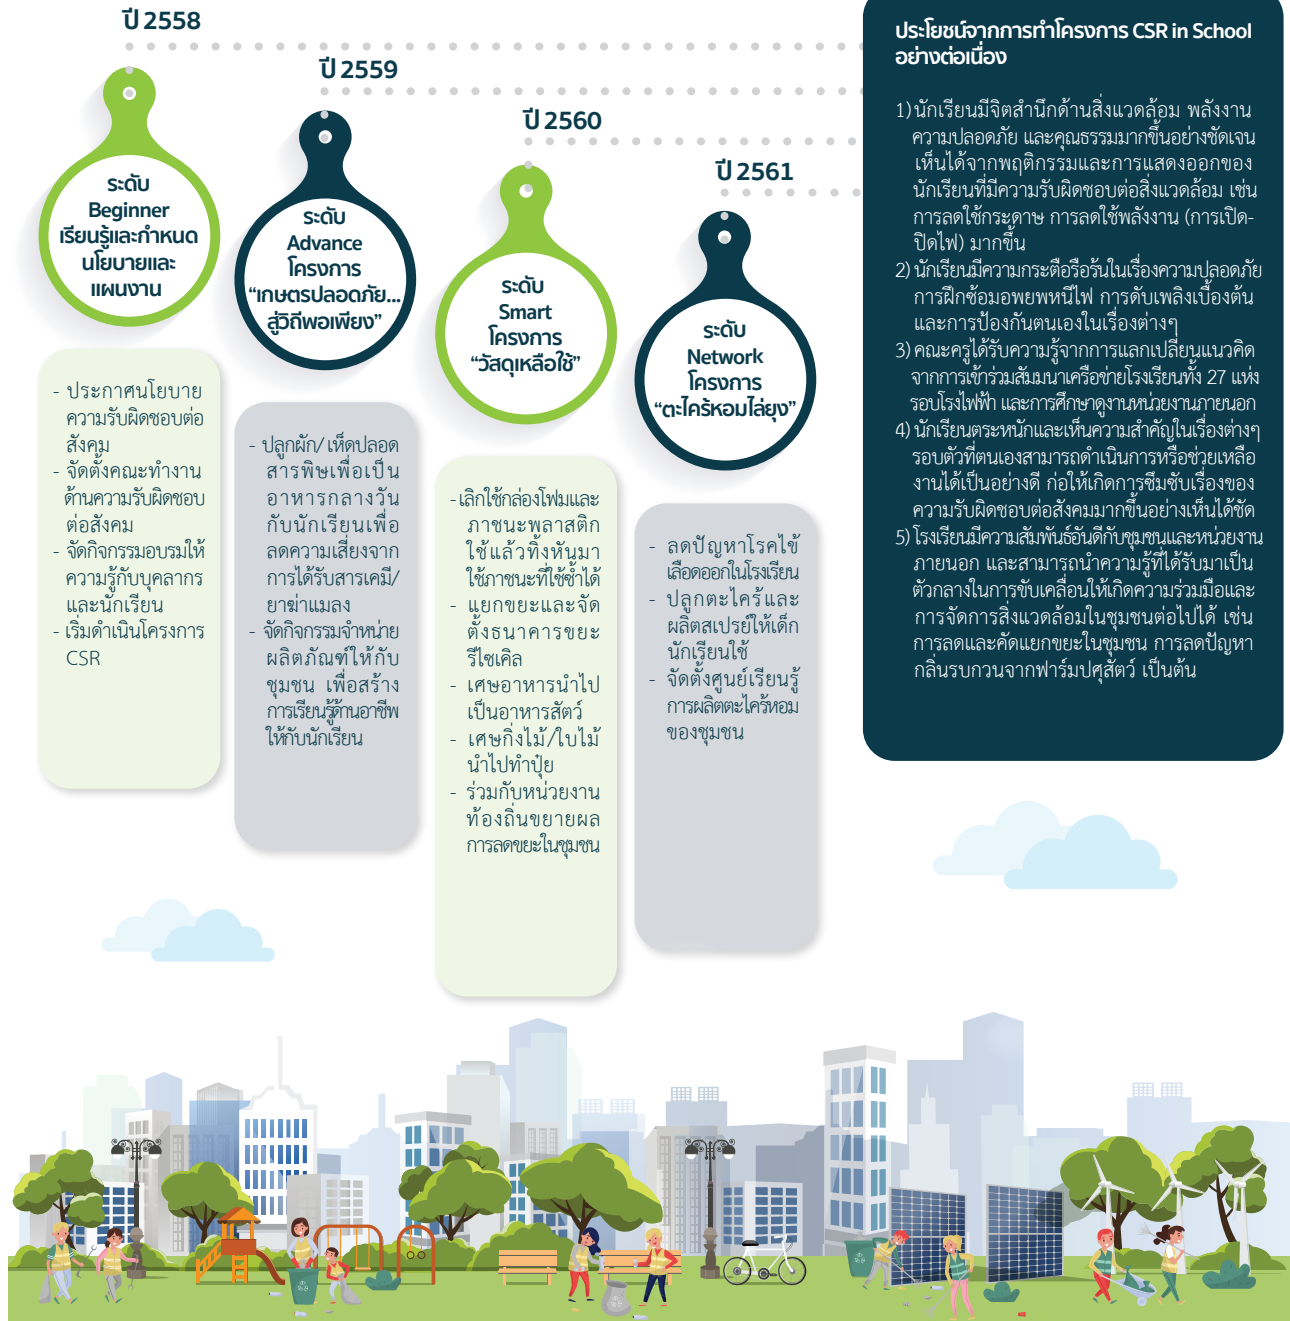 ปี 2558
ระดับ
Beginner
เรียนรู้และกำหนด
นโยบายและ
แผนงาน
- ประกาศนโยบาย
ความรับผิดชอบต่อ
สังคม
- จัดตั้งคณะทำงาน
ด้านความรับผิดชอบ
ต่อสังคม
- จัดกิจกรรมอบรมให้
ความรู้กับบุคลากร
และนักเรียน
- เริ่มดำเนินโครงการ
CSR
ปี 2559
ระดับ
Advance
โครงการ
“เกษตรปลอดภัย...
สู่วิถีพอเพียง”
- ปลูกผัก/ เห็ดปลอด
สารพิษเพื่อเป็น
อาหารกลางวัน
กับนักเรียนเพื่อ
ลดความเสี่ยงจาก
การได้รับสารเคมี/
ยาฆ่าแมลง
- จัดกิจกรรมจำหน่าย
ผลิตภัณฑ์ให้กับ
ชุมชน เพื่อสร้าง
การเรียนรู้ด้านอาชีพ
ให้กับนักเรียน
ปี 2560
ระดับ
Smart
โครงการ
“วัสดุเหลือใช้”
- เลิกใช้กล่องโฟมและ
ภาชนะพลาสติก
ใช้แล้วทิ้งหันมา
ใช้ภาชนะที่ใช้ซ้ำได้
- แยกขยะและจัด
ตั้งธนาคารขยะ
รีไซเคิล
- เศษอาหารนำไป
เป็นอาหารสัตว์
- เศษกิ่งไม้/ใบไม้
นำไปทำปุ๋ย
- ร่วมกับหน่วยงาน
ท้องถิ่นขยายผล
การลดขยะในชุมชน
ปี 2561
ระดับ
Network
โครงการ
“ตะไคร้หอมไล่ยุง”
- ลดปัญหาโรคไข้
เลือดออกในโรงเรียน
- ปลูกตะไคร้และ
ผลิตสเปรย์ให้เด็ก
นักเรียนใช้
- จัดตั้งศูนย์เรียนรู้
การผลิตตะไคร้หอม
ของชุมชน
ประโยชน์จากการทำโครงการ CSR in School
อย่างต่อเนื่อง
1) นักเรียนมีจิตสำนึกด้านสิ่งแวดล้อม พลังงาน
ความปลอดภัย และคุณธรรมมากขึ้นอย่างชัดเจน
เห็นได้จากพฤติกรรมและการแสดงออกของ
นักเรียนที่มีความรับผิดชอบต่อสิ่งแวดล้อม เช่น
การลดใช้กระดาษ การลดใช้พลังงาน (การเปิด-
ปิดไฟ) มากขึ้น
2) นักเรียนมีความกระตือรือร้นในเรื่องความปลอดภัย
การฝึกซ้อมอพยพหนีไฟ การดับเพลิงเบื้องต้น
และการป้องกันตนเองในเรื่องต่างๆ
3) คณะครูได้รับความรู้จากการแลกเปลี่ยนแนวคิด
จากการเข้าร่วมสัมมนาเครือข่ายโรงเรียนทั้ง 27 แห่ง
รอบโรงไฟฟ้า และการศึกษาดูงานหน่วยงานภายนอก
4) นักเรียนตระหนักและเห็นความสำคัญในเรื่องต่างๆ
รอบตัวที่ตนเองสามารถดำเนินการหรือช่วยเหลือ
งานได้เป็นอย่างดี ก่อให้เกิดการซึมซับเรื่องของ
ความรับผิดชอบต่อสังคมมากขึ้นอย่างเห็นได้ชัด
5) โรงเรียนมีความสัมพันธ์อันดีกับชุมชนและหน่วยงาน
ภายนอก และสามารถนำความรู้ที่ได้รับมาเป็น
ตัวกลางในการขับเคลื่อนให้เกิดความร่วมมือและ
การจัดการสิ่งแวดล้อมในชุมชนต่อไปได้ เช่น
การลดและคัดแยกขยะในชุมชน การลดปัญหา
กลิ่นรบกวนจากฟาร์มปศุสัตว์ เป็นต้น